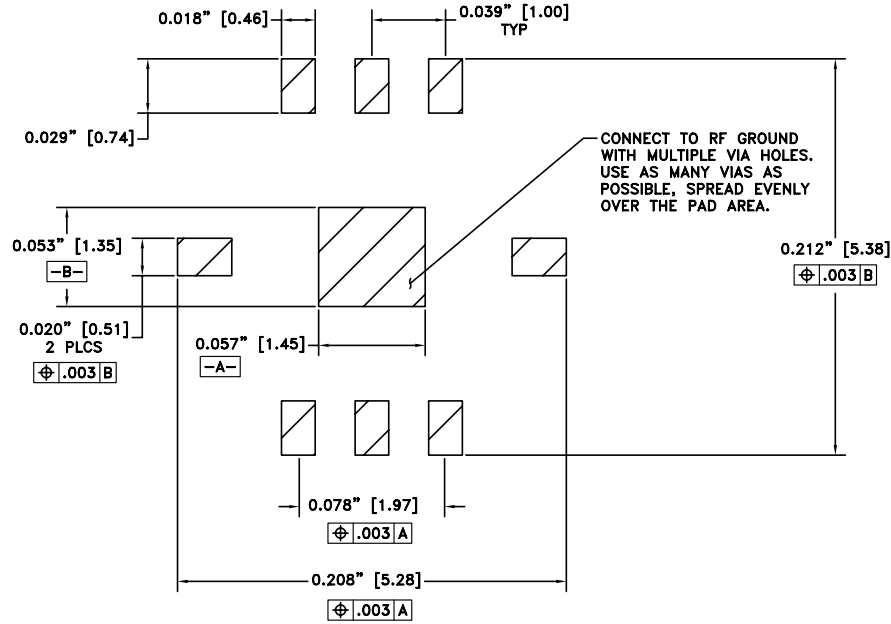 0.018” [0.46]
0.039” [1.00]
TYP
0.029” [0.74]
CONNECT TO RF GROUND
WITH MULTIPLE VIA HOLES.
USE AS MANY VIAS AS
POSSIBLE, SPREAD EVENLY
OVER THE PAD AREA.
0.053” [1.35]
-B-
0.212” [5.38]
⌖ .003 B
0.020” [0.51]
2 PLCS
⌖ .003 B
0.057” [1.45]
-A-
0.078” [1.97]
⌖ .003 A
0.208” [5.28]
⌖ .003 A